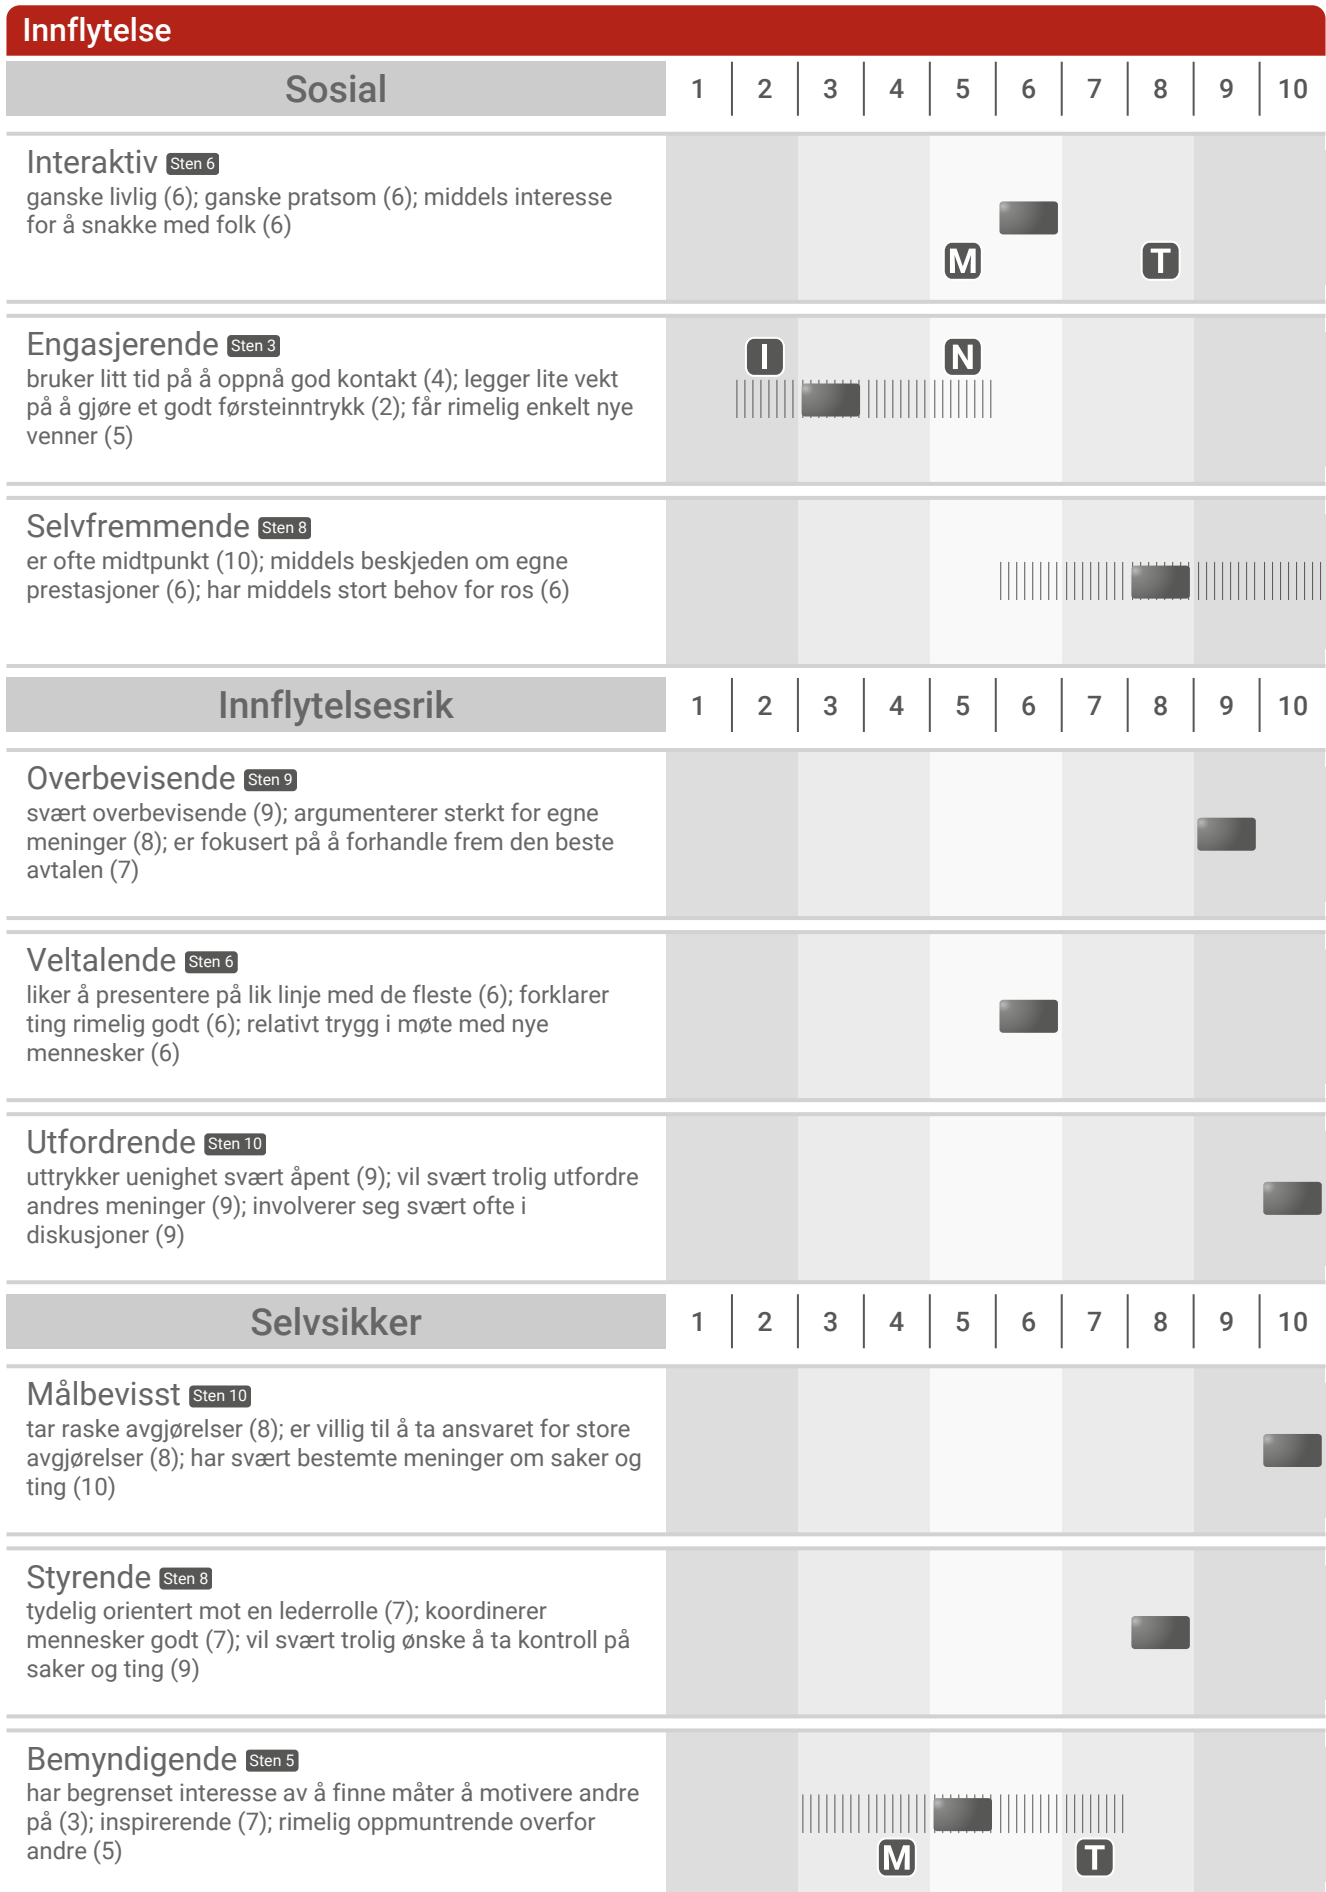 Innflytelse
Sosial 1 2 3 4 5 6 7 8 9 10
Interaktiv Sten 6
ganske livlig (6); ganske pratsom (6); middels interesse
for å snakke med folk (6)
M T
Engasjerende Sten 3
I N
bruker litt tid på å oppnå god kontakt (4); legger lite vekt
på å gjøre et godt førsteinntrykk (2); får rimelig enkelt nye
venner (5)
Selvfremmende Sten 8
er ofte midtpunkt (10); middels beskjeden om egne
prestasjoner (6); har middels stort behov for ros (6)
Innflytelsesrik 1 2 3 4 5 6 7 8 9 10
Overbevisende Sten 9
svært overbevisende (9); argumenterer sterkt for egne
meninger (8); er fokusert på å forhandle frem den beste
avtalen (7)
Veltalende Sten 6
liker å presentere på lik linje med de fleste (6); forklarer
ting rimelig godt (6); relativt trygg i møte med nye
mennesker (6)
Utfordrende Sten 10
uttrykker uenighet svært åpent (9); vil svært trolig utfordre
andres meninger (9); involverer seg svært ofte i
diskusjoner (9)
Selvsikker 1 2 3 4 5 6 7 8 9 10
Målbevisst Sten 10
tar raske avgjørelser (8); er villig til å ta ansvaret for store
avgjørelser (8); har svært bestemte meninger om saker og
ting (10)
Styrende Sten 8
tydelig orientert mot en lederrolle (7); koordinerer
mennesker godt (7); vil svært trolig ønske å ta kontroll på
saker og ting (9)
Bemyndigende Sten 5
har begrenset interesse av å finne måter å motivere andre
på (3); inspirerende (7); rimelig oppmuntrende overfor
andre (5)
M T